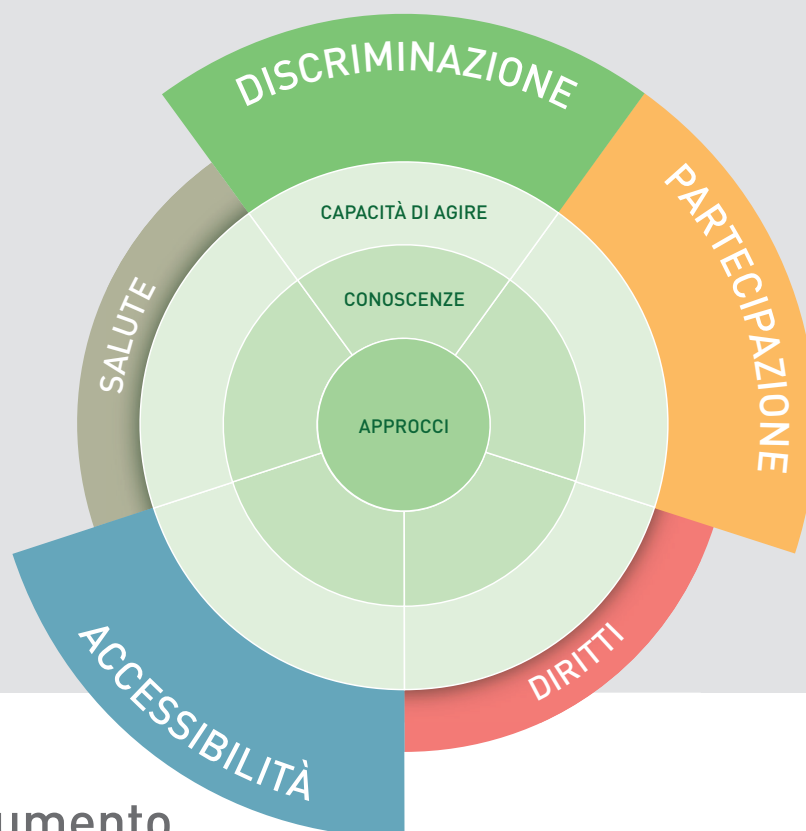 DISCRIMINAZIONE
PARTECIPAZIONE
CAPACITÀ DI AGIRE
CONOSCENZE
SALUTE
APPROCCI
DIRITTI
ACCESSIBILITÀ